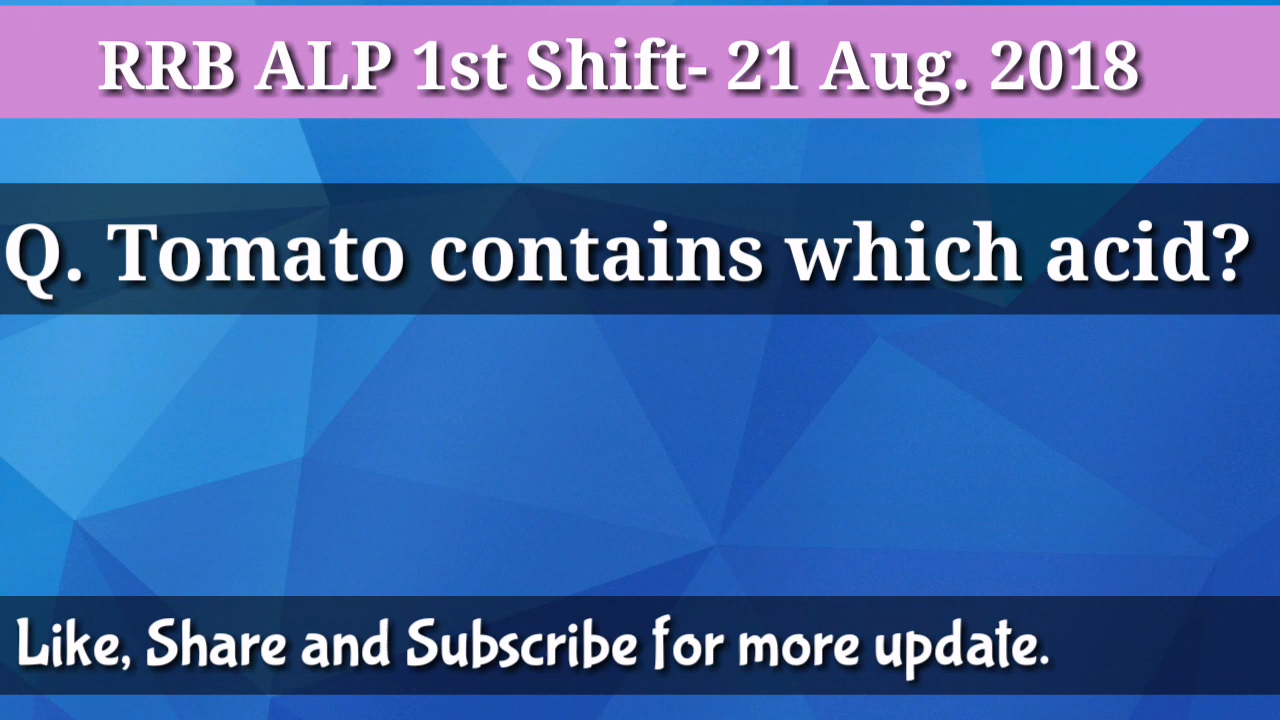 RRB ALP 1st Shift- 21 Aug. 2018
Q. Tomato contains which acid?
Like, Share and Subscribe for more update.